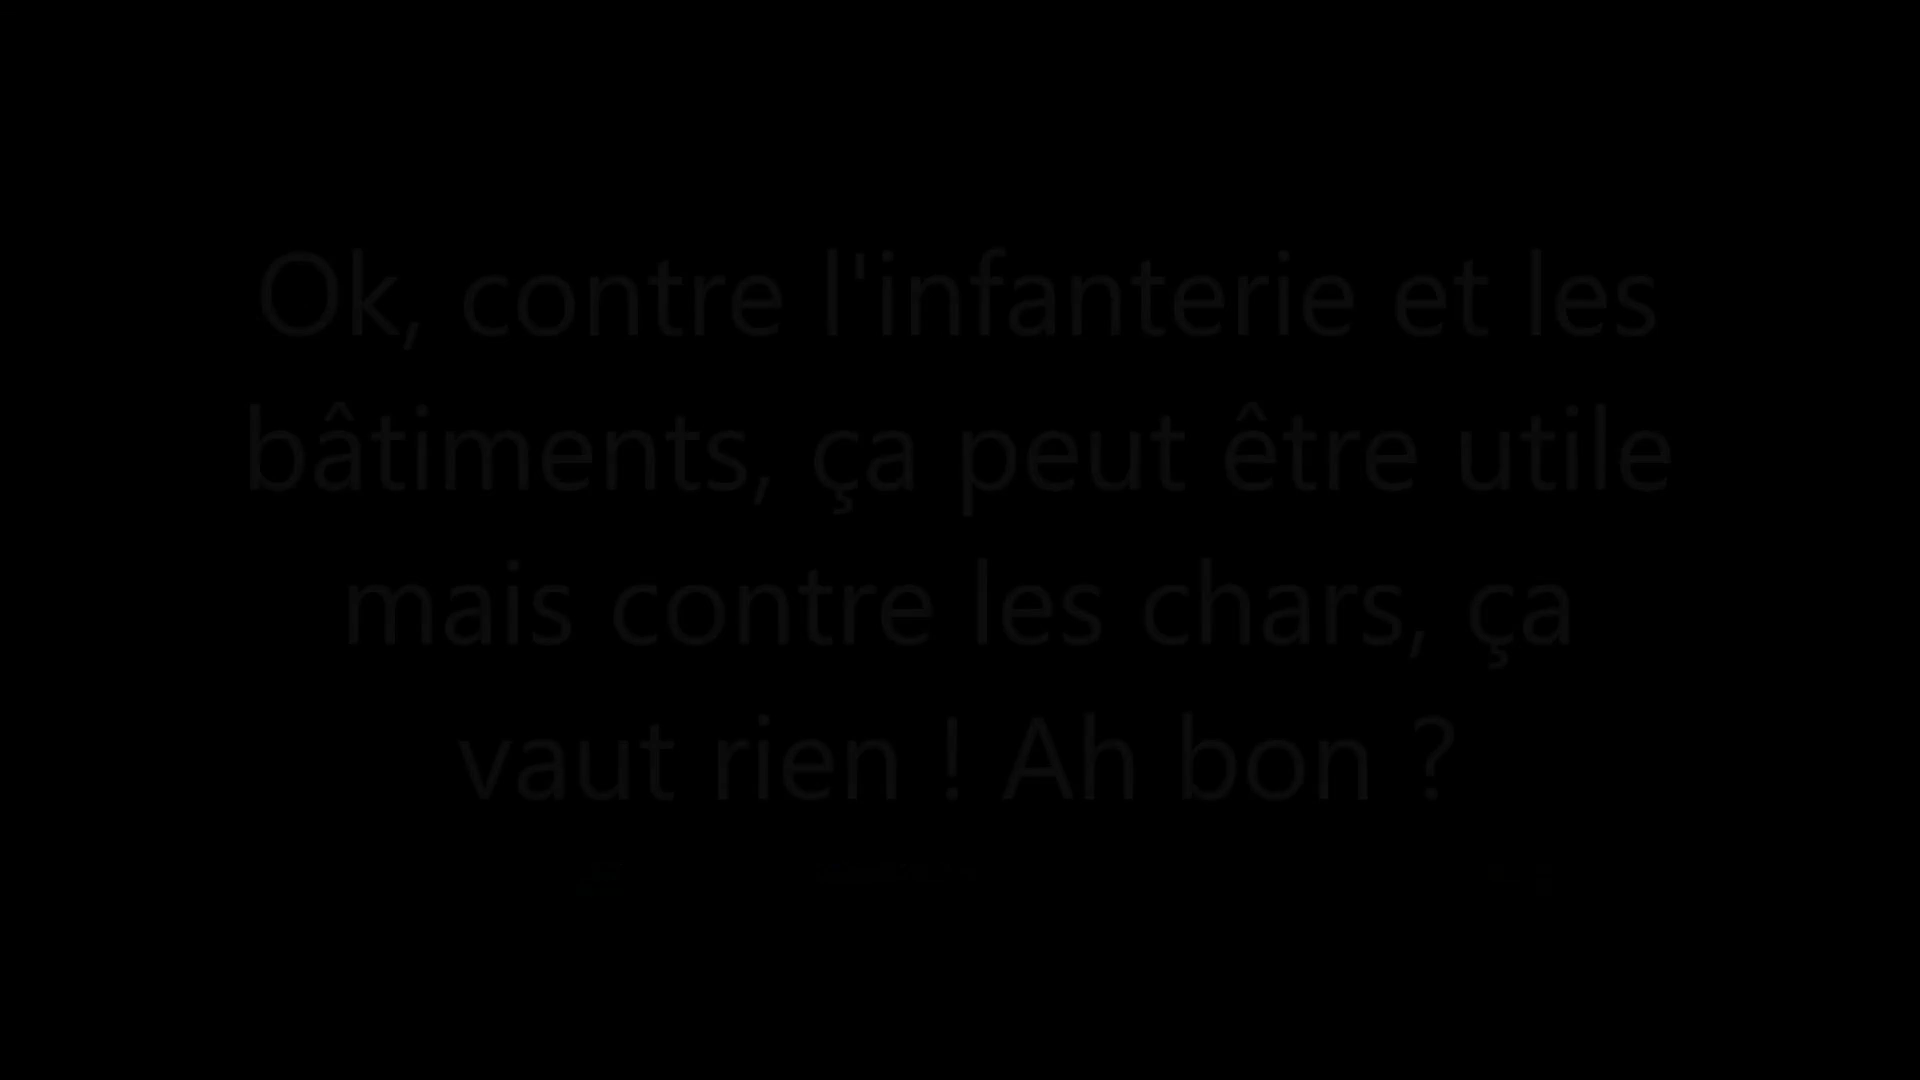 Ok, contre l'infanterie et les
bâtiments, ça peut être utile
mais contre les chars, ça
vaut rien ! Ah bon ?